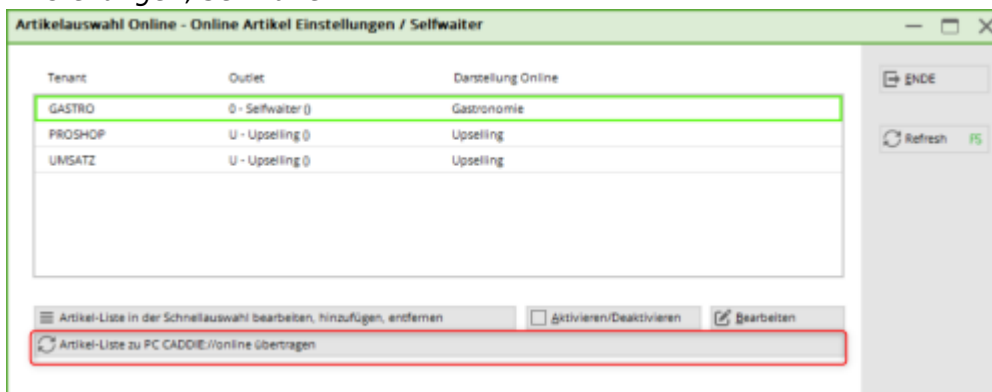 Artikelauswahl Online - Online Artikel Einstellungen / Selfwaiter
Tenant Outlet Darstellung Online
GASTRO 0 - Selfwaiter () Gastronomie
PROSHOP U - Upselling () Upselling
UMSATZ U - Upselling () Upselling
ENDE
Refresh F5
Artikel-Liste in der Schnellauswahl bearbeiten, hinzufügen, entfernen Aktivieren/Deaktivieren Bearbeiten
Artikel-Liste zu PC CADDIE://online übertragen